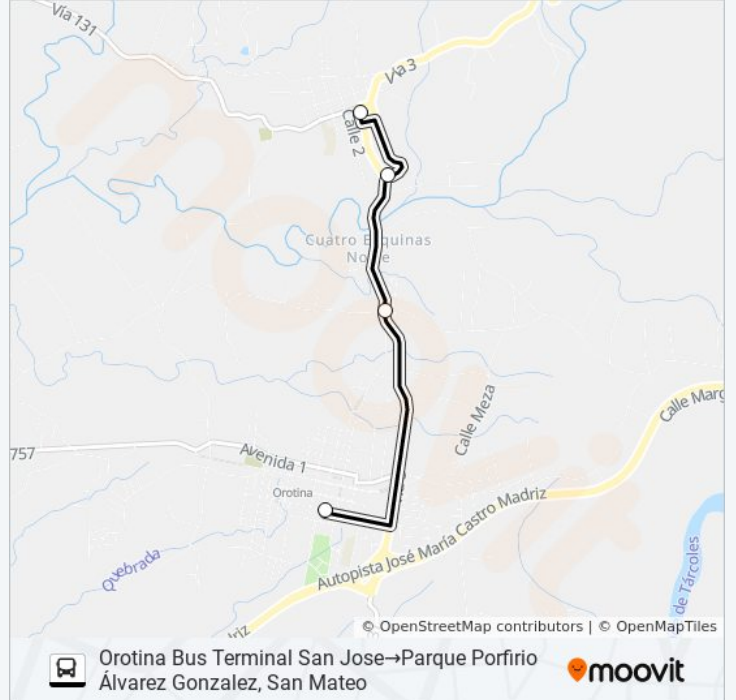 Vía 131
Vía 3
Calle 2
Cuatro Esquinas
Norte
Calle Meza
Calle Marg
757
Avenida 1
Orotina
Autopista José María Castro Madriz
Quebrada
de Tárcoles
driz
© OpenStreetMap contributors | © OpenMapTiles
Orotina Bus Terminal San Jose→Parque Porfirio
Álvarez Gonzalez, San Mateo
moovit
moovit